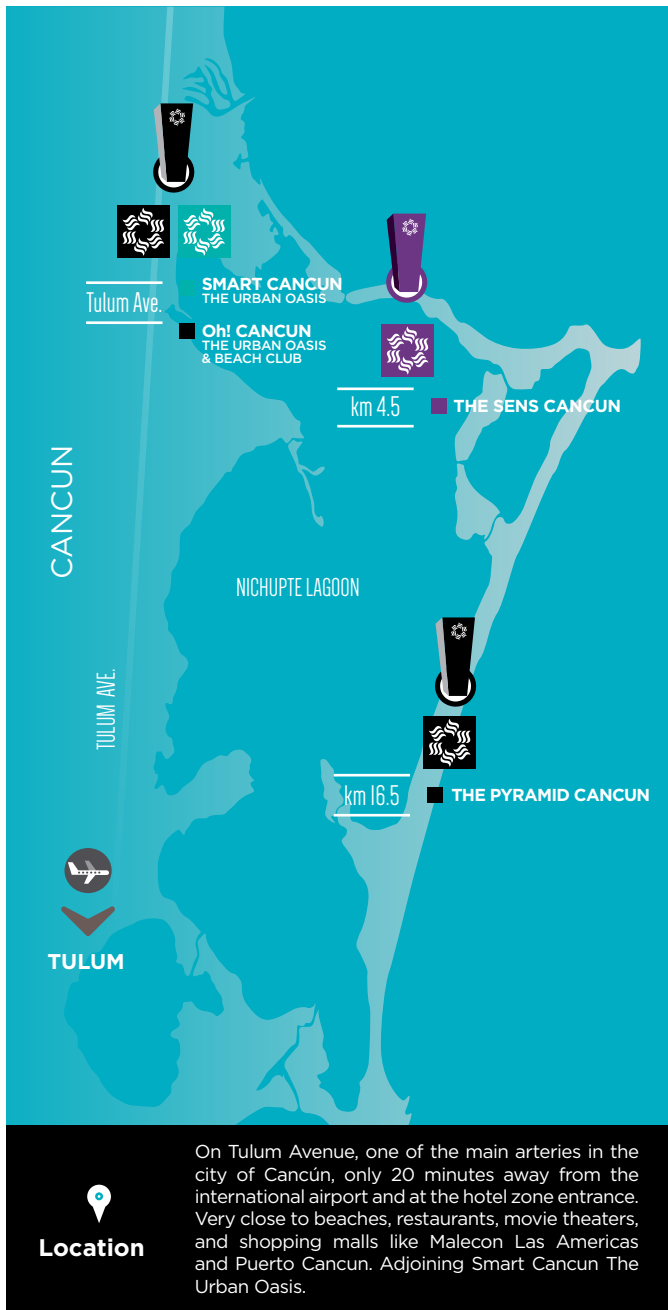 SMART CANCUN
THE URBAN OASIS
Tulum Ave.
Oh! CANCUN
THE URBAN OASIS
& BEACH CLUB
km 4.5
THE SENS CANCUN
CANCUN
NICHUPTE LAGOON
TULUM AVE.
km 16.5
THE PYRAMID CANCUN
TULUM
Location
On Tulum Avenue, one of the main arteries in the
city of Cancún, only 20 minutes away from the
international airport and at the hotel zone entrance.
Very close to beaches, restaurants, movie theaters,
and shopping malls like Malecon Las Americas
and Puerto Cancun. Adjoining Smart Cancun The
Urban Oasis.